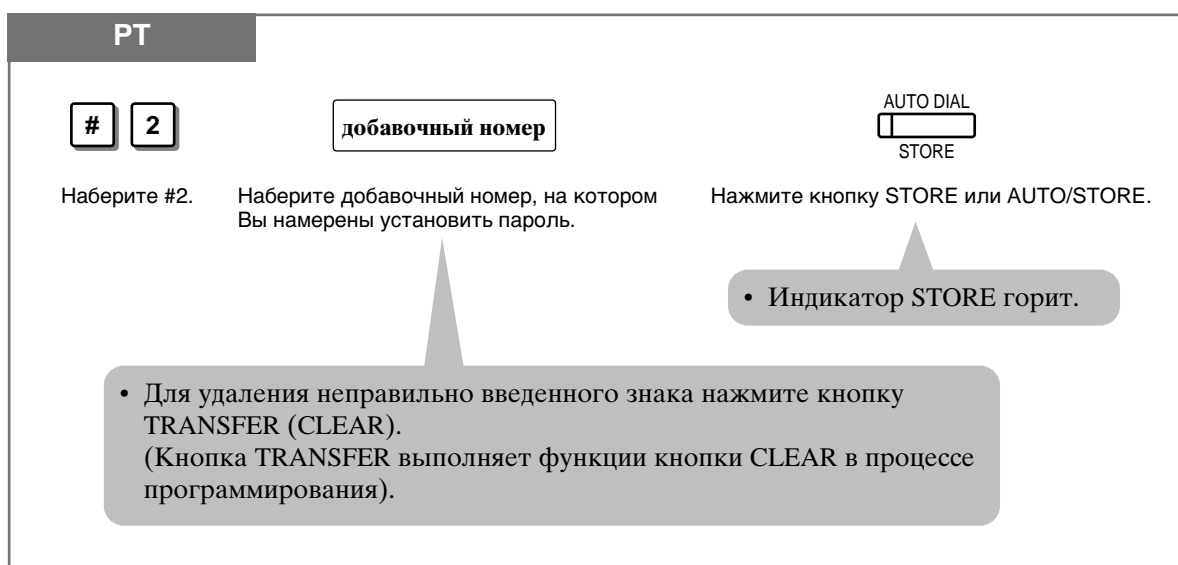 PT
# 2
добавочный номер
AUTO DIAL
STORE
Наберите #2.
Наберите добавочный номер, на котором
Вы намерены установить пароль.
Нажмите кнопку STORE или AUTO/STORE.
• Индикатор STORE горит.
• Для удаления неправильно введенного знака нажмите кнопку
TRANSFER (CLEAR).
(Кнопка TRANSFER выполняет функции кнопки CLEAR в процессе
программирования).